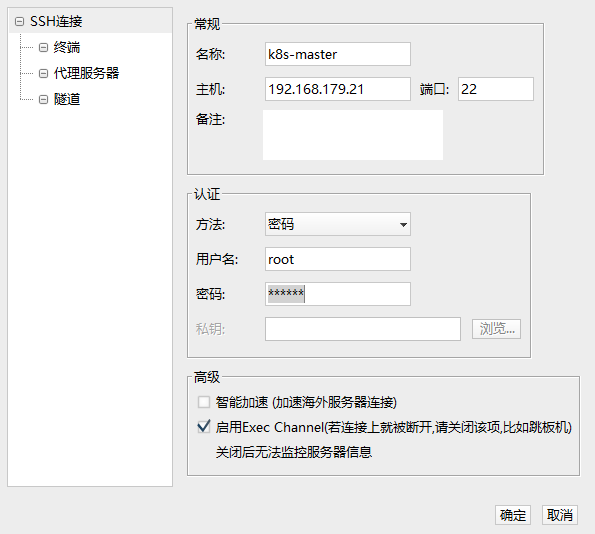 SSH连接
终端
代理服务器
隧道
常规
名称: k8s-master
主机: 192.168.179.21 端口: 22
备注:
认证
方法: 密码
用户名: root
密码: ******
私钥: 浏览...
高级
智能加速 (加速海外服务器连接)
启用Exec Channel(若连接上就被断开,请关闭该项,比如跳板机)
关闭后无法监控服务器信息
确定 取消